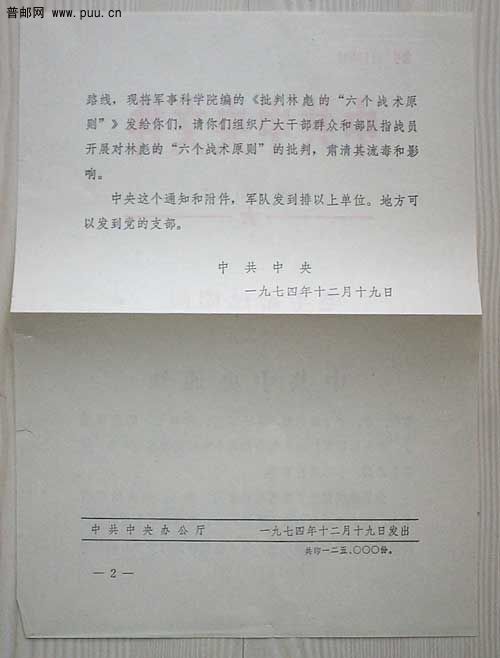 普邮网 www.puu.cn
路线，现将军事科学院编的《批判林彪的“六个战术原
则”》发给你们，请你们组织广大干部群众和部队指战员
开展对林彪的“六个战术原则”的批判，肃清其流毒和影
响。
中央这个通知和附件，军队发到排以上单位。地方可
以发到党的支部。
中共中央
一九七四年十二月十九日
中共中央办公厅 一九七四年十二月十九日发出
共印一二五，〇〇〇份。
—2—